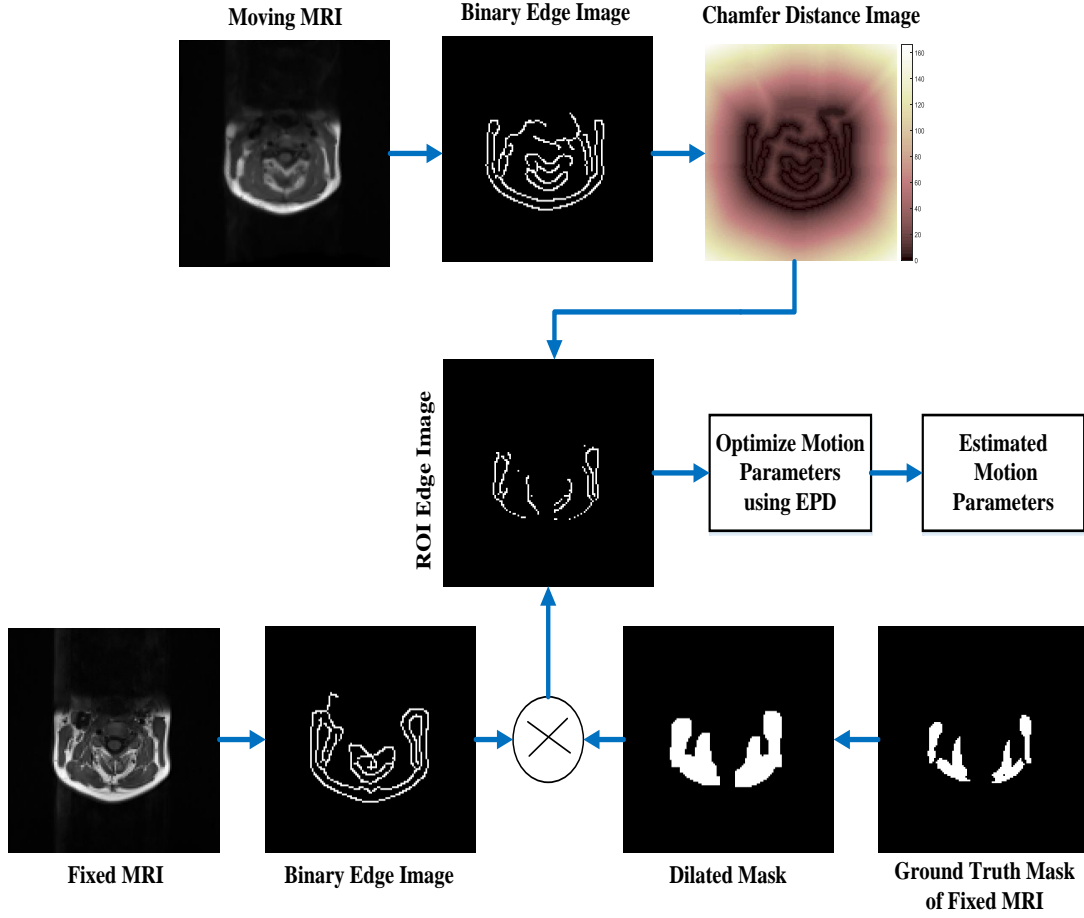 Moving MRI
Binary Edge Image
Chamfer Distance Image
160
140
120
100
80
60
40
20
0
ROI Edge Image
Optimize Motion
Parameters
using EPD
Estimated
Motion
Parameters
Fixed MRI
Binary Edge Image
Dilated Mask
Ground Truth Mask
of Fixed MRI